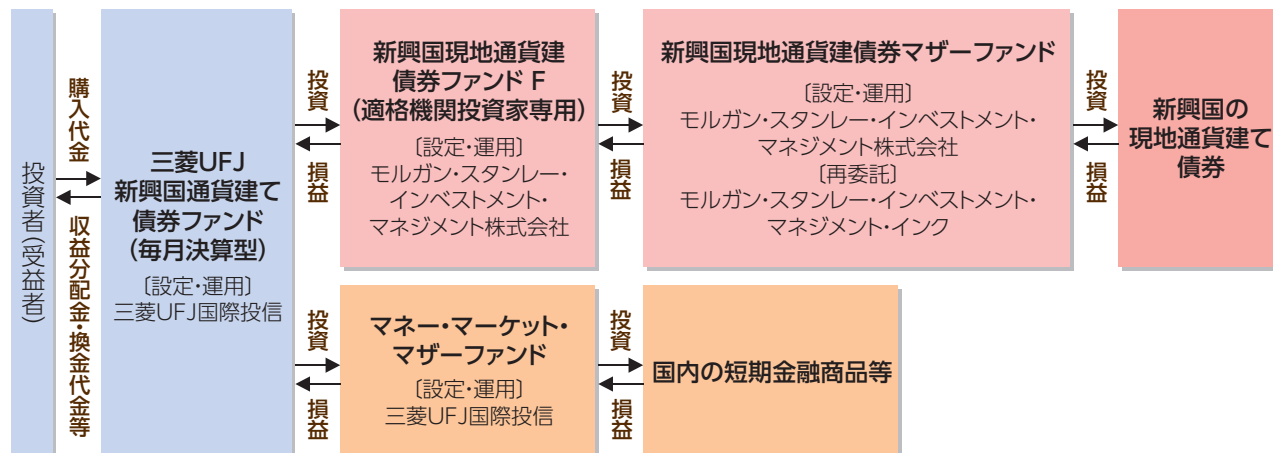 投資者(受益者)
購入代金
収益分配金・換金代金等
三菱UFJ
新興国通貨建て
債券ファンド
(毎月決算型)
〔設定・運用〕
三菱UFJ国際投信
投資
損益
新興国現地通貨建
債券ファンド F
(適格機関投資家専用)
〔設定・運用〕
モルガン・スタンレー・
インベストメント・
マネジメント株式会社
投資
損益
新興国現地通貨建債券マザーファンド
〔設定・運用〕
モルガン・スタンレー・インベストメント・
マネジメント株式会社
〔再委託〕
モルガン・スタンレー・インベストメント・
マネジメント・インク
投資
損益
新興国の
現地通貨建て
債券
投資
損益
マネー・マーケット・
マザーファンド
〔設定・運用〕
三菱UFJ国際投信
投資
損益
国内の短期金融商品等